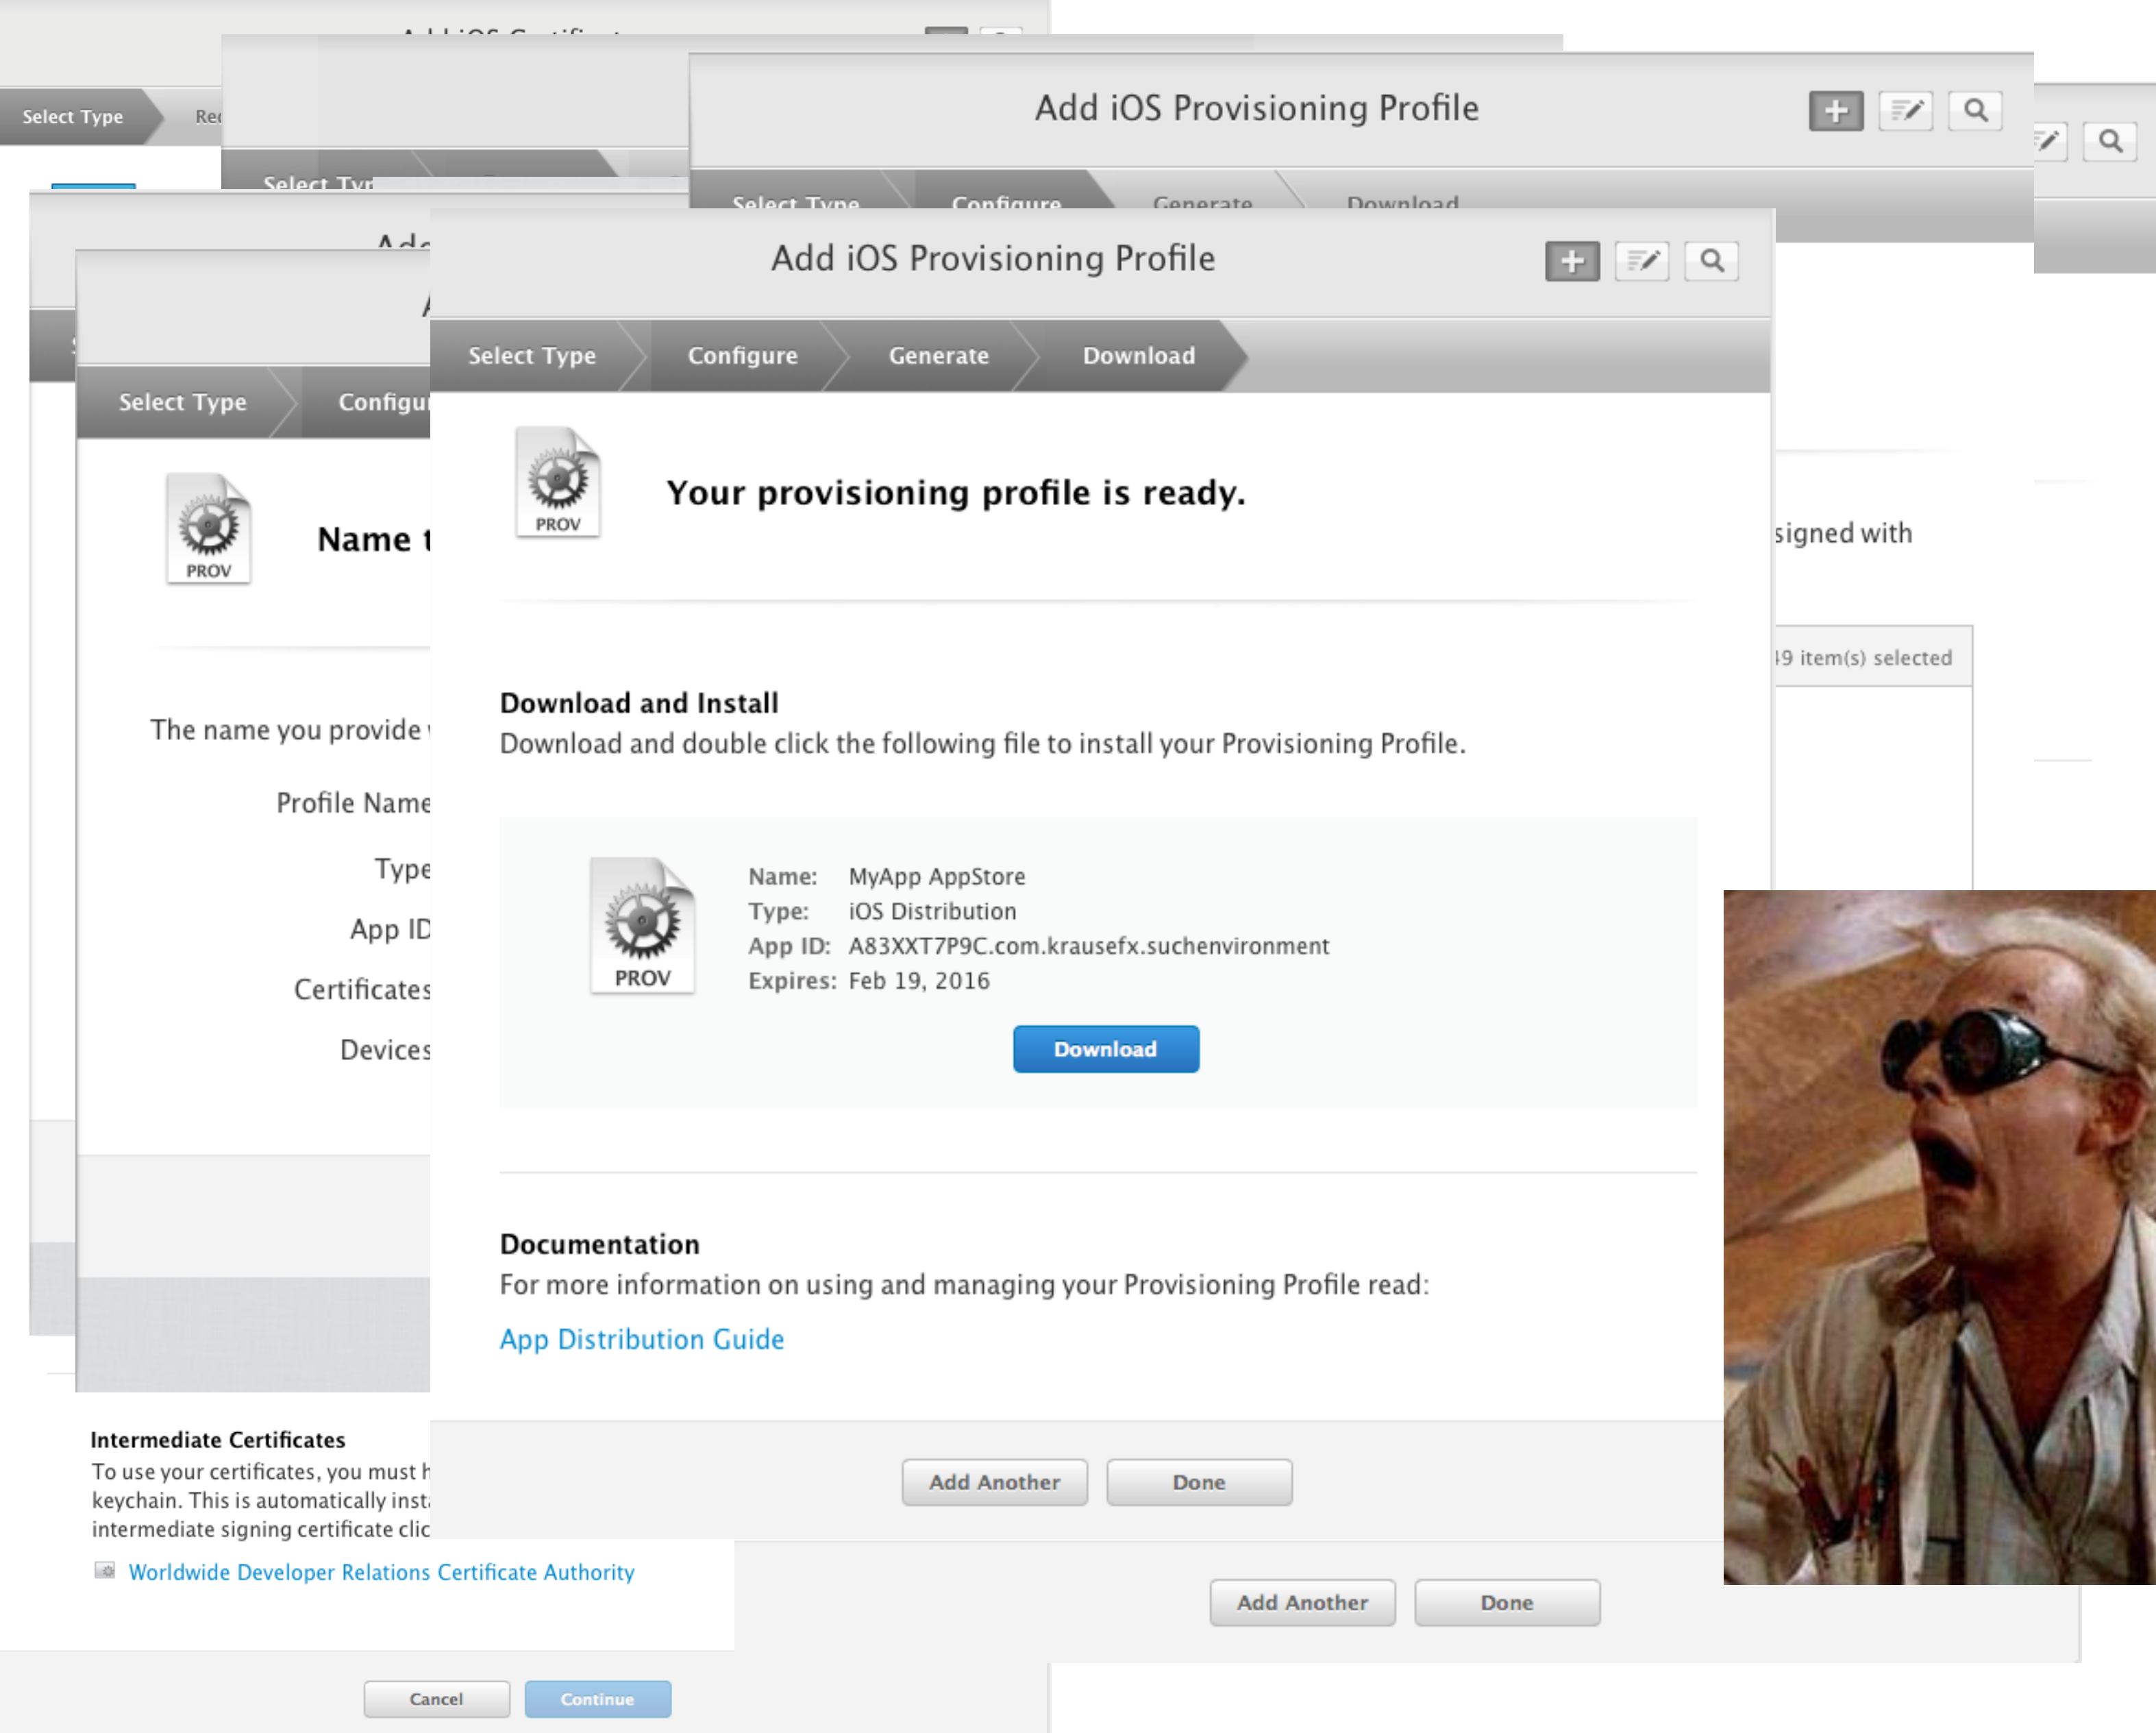 Select Type
Add iOS Provisioning Profile
Select Type
Select Type Configure Generate Download
Add iOS Provisioning Profile
Select Type Configure Generate Download
Select Type
PROV
Your provisioning profile is ready.
PROV
Name
signed with
item(s) selected
Download and Install
Download and double click the following file to install your Provisioning Profile.
The name you provide
Profile Name
Type
App ID
Certificates
Devices
PROV
Name: MyApp AppStore
Type: iOS Distribution
App ID: A83XXT7P9C.com.krausefx.suchenvironment
Expires: Feb 19, 2016
Download
Documentation
For more information on using and managing your Provisioning Profile read:
App Distribution Guide
Add Another Done
Intermediate Certificates
To use your certificates, you must
keychain. This is automatically
intermediate signing certificate
Worldwide Developer Relations Certificate Authority
Add Another Done
Cancel Continue